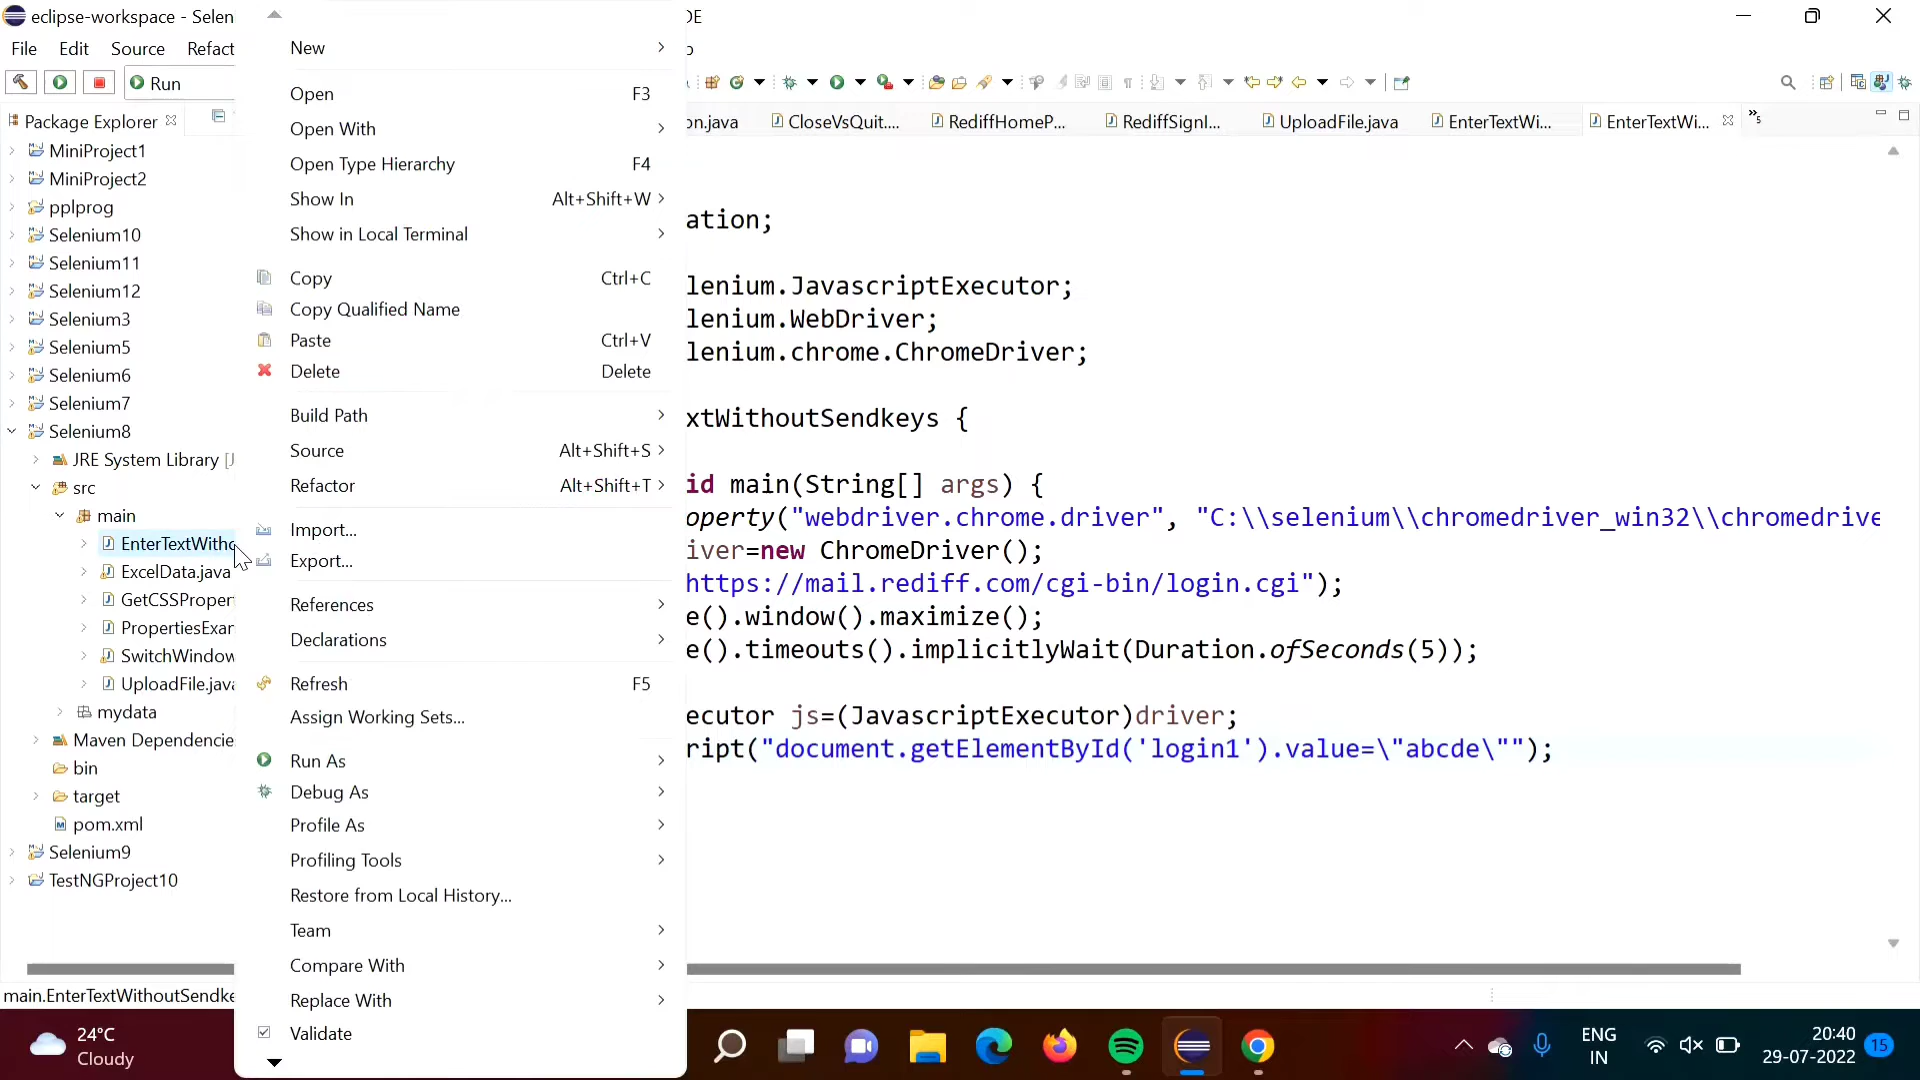 eclipse-workspace - Selen
DE
File Edit Source Refact
Run
Package Explorer
on.java
CloseVsQuit....
RediffHomeP...
RediffSignI...
UploadFile.java
EnterTextWi...
EnterTextWi...
»5
MiniProject1
MiniProject2
pplprog
Selenium10
Selenium11
Selenium12
Selenium3
Selenium5
Selenium6
Selenium7
Selenium8
JRE System Library [J
src
main
EnterTextWitho
ExcelData.java
GetCSSPropert
PropertiesExar
SwitchWindow
UploadFile.java
mydata
Maven Dependencie
bin
target
pom.xml
Selenium9
TestNGProject10
main.EnterTextWithoutSendke
New
Open F3
Open With
Open Type Hierarchy F4
Show In Alt+Shift+W
Show in Local Terminal
Copy Ctrl+C
Copy Qualified Name
Paste Ctrl+V
Delete Delete
Build Path
Source Alt+Shift+S
Refactor Alt+Shift+T
Import...
Export...
References
Declarations
Refresh F5
Assign Working Sets...
Run As
Debug As
Profile As
Profiling Tools
Restore from Local History...
Team
Compare With
Replace With
Validate
ation;
lenium.JavascriptExecutor;
lenium.WebDriver;
lenium.chrome.ChromeDriver;
xtWithoutSendkeys {
id main(String[] args) {
operty("webdriver.chrome.driver", "C:\\selenium\\chromedriver_win32\\chromedrive
iver=new ChromeDriver();
https://mail.rediff.com/cgi-bin/login.cgi");
e().window().maximize();
e().timeouts().implicitlyWait(Duration.ofSeconds(5));
ecutor js=(JavascriptExecutor)driver;
ript("document.getElementById('login1').value=\"abcde\"");
24°C
Cloudy
ENG
IN
20:40
29-07-2022
15